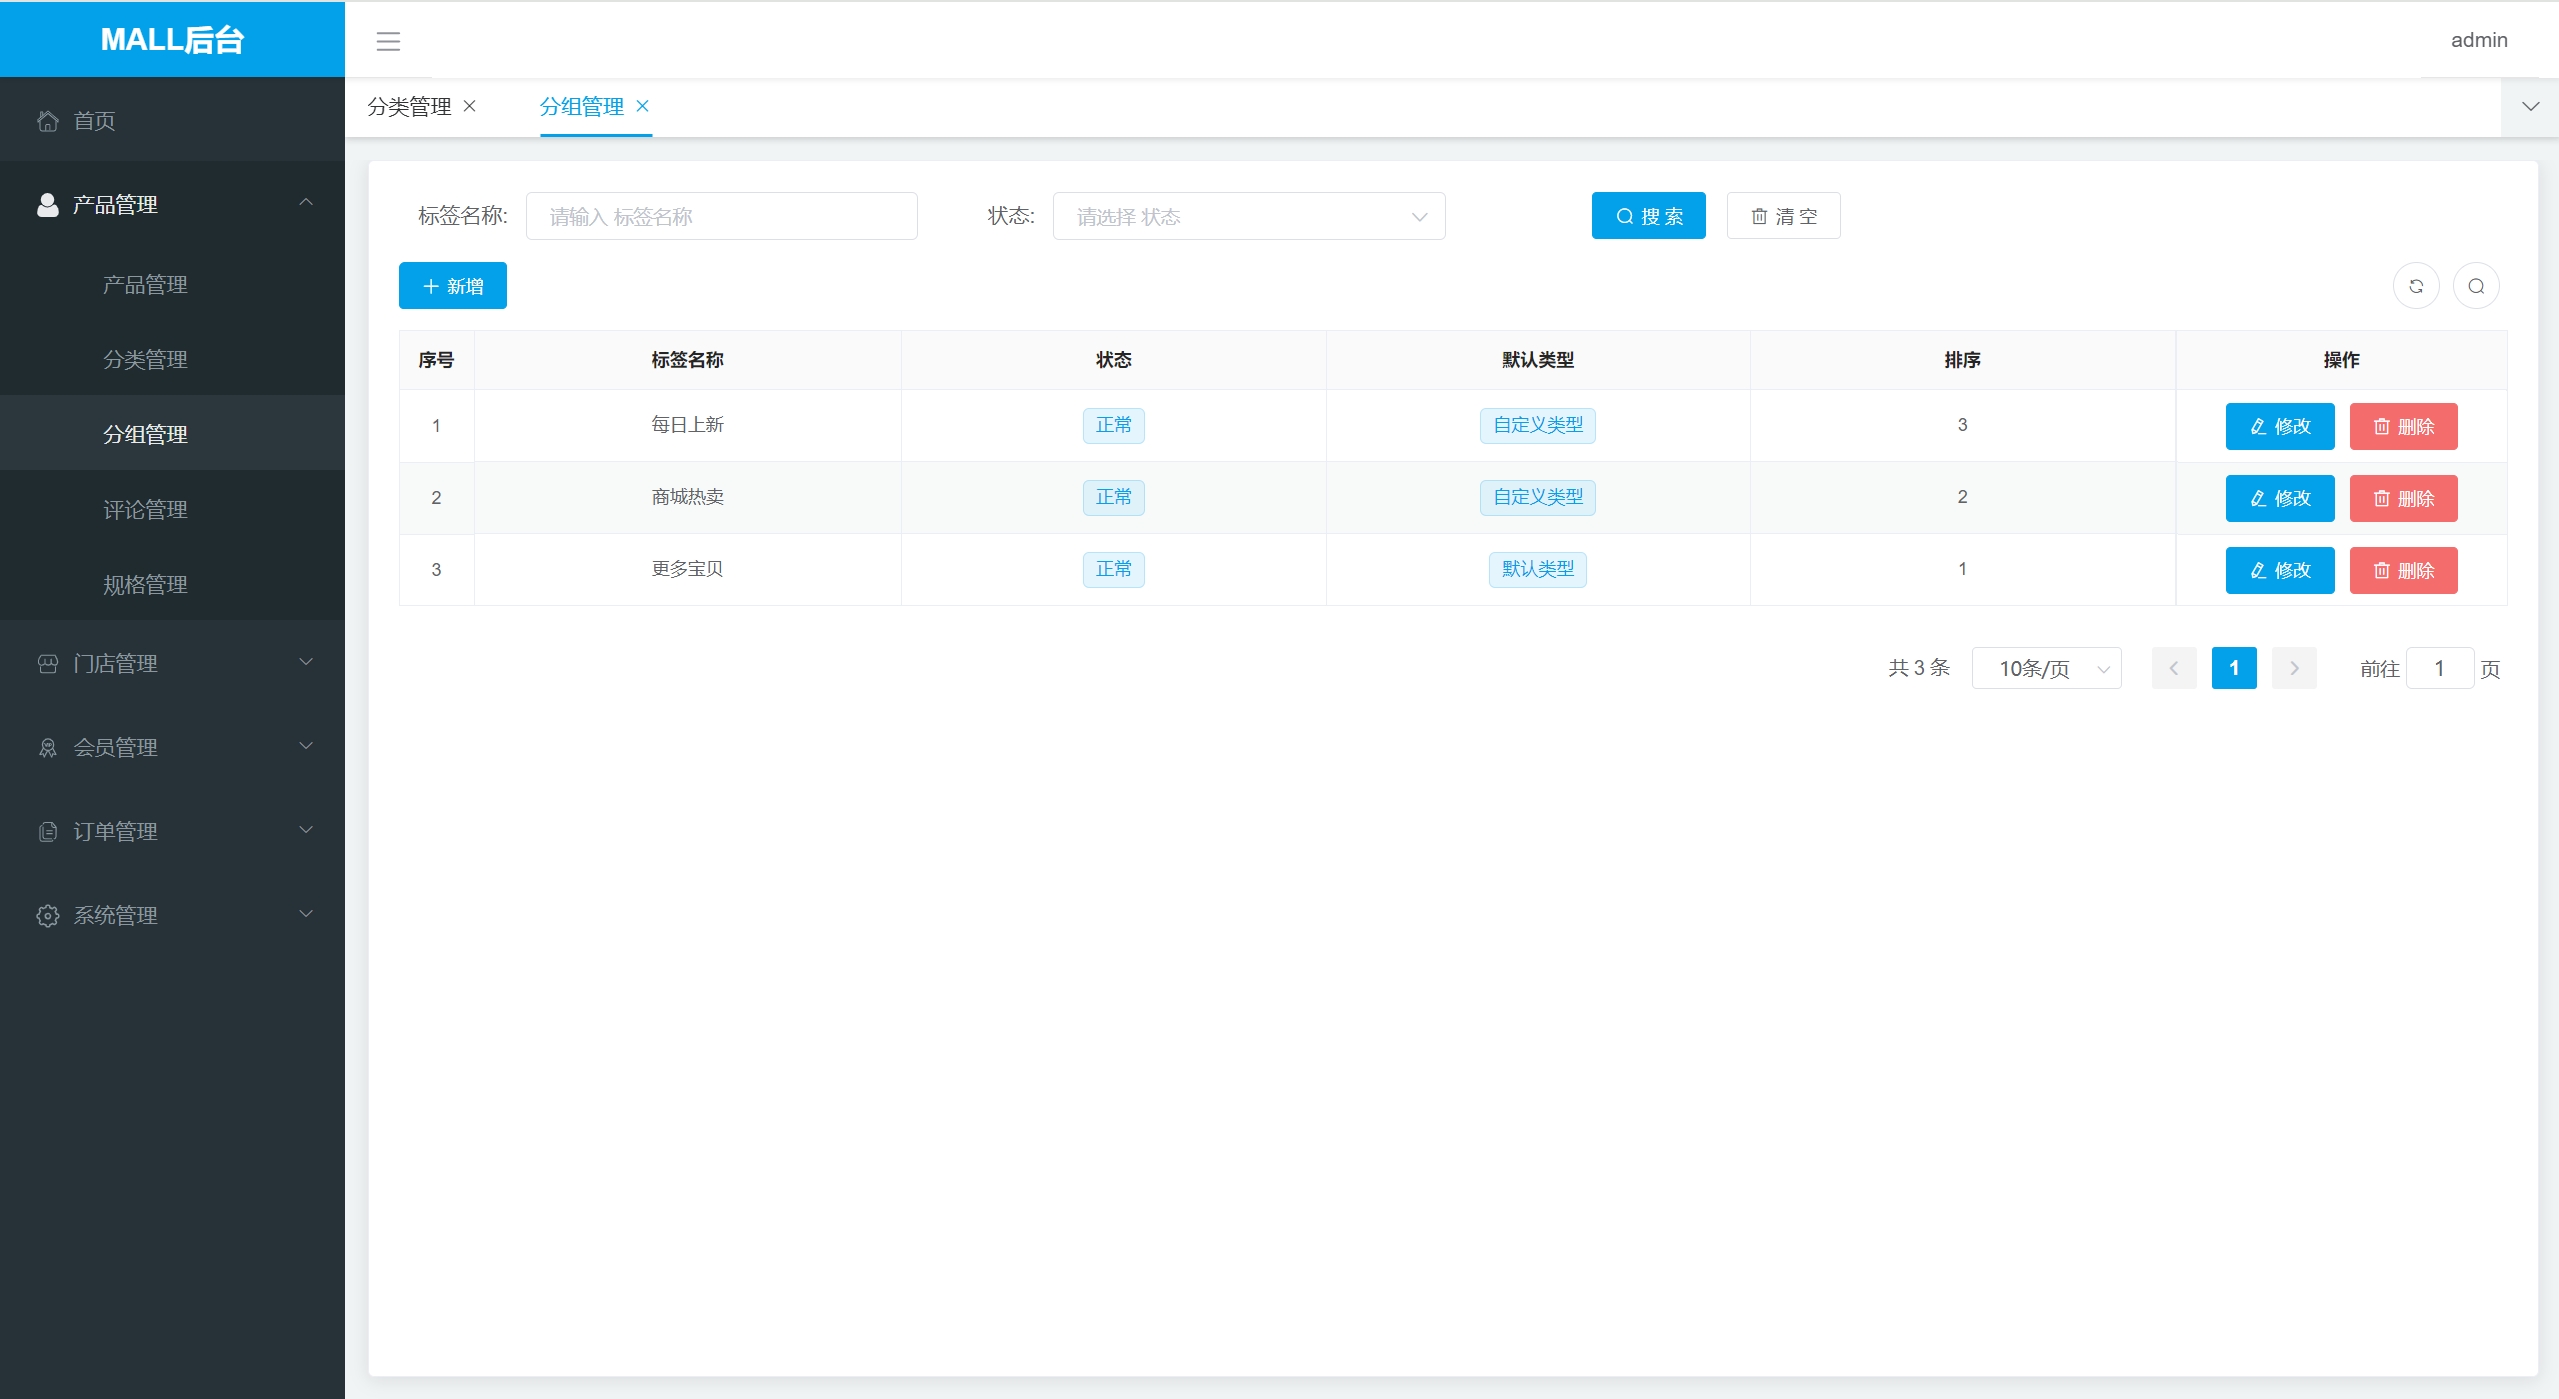 MALL后台
admin
首页
产品管理
产品管理
分类管理
分组管理
评论管理
规格管理
门店管理
会员管理
订单管理
系统管理
分类管理 分组管理
标签名称: 请输入 标签名称 状态: 请选择 状态 搜 索 清 空
新增
序号 标签名称 状态 默认类型 排序 操作
1 每日上新 正常 自定义类型 3 修改 删除
2 商城热卖 正常 自定义类型 2 修改 删除
3 更多宝贝 正常 默认类型 1 修改 删除
共 3 条 10条/页 1 前往 1 页